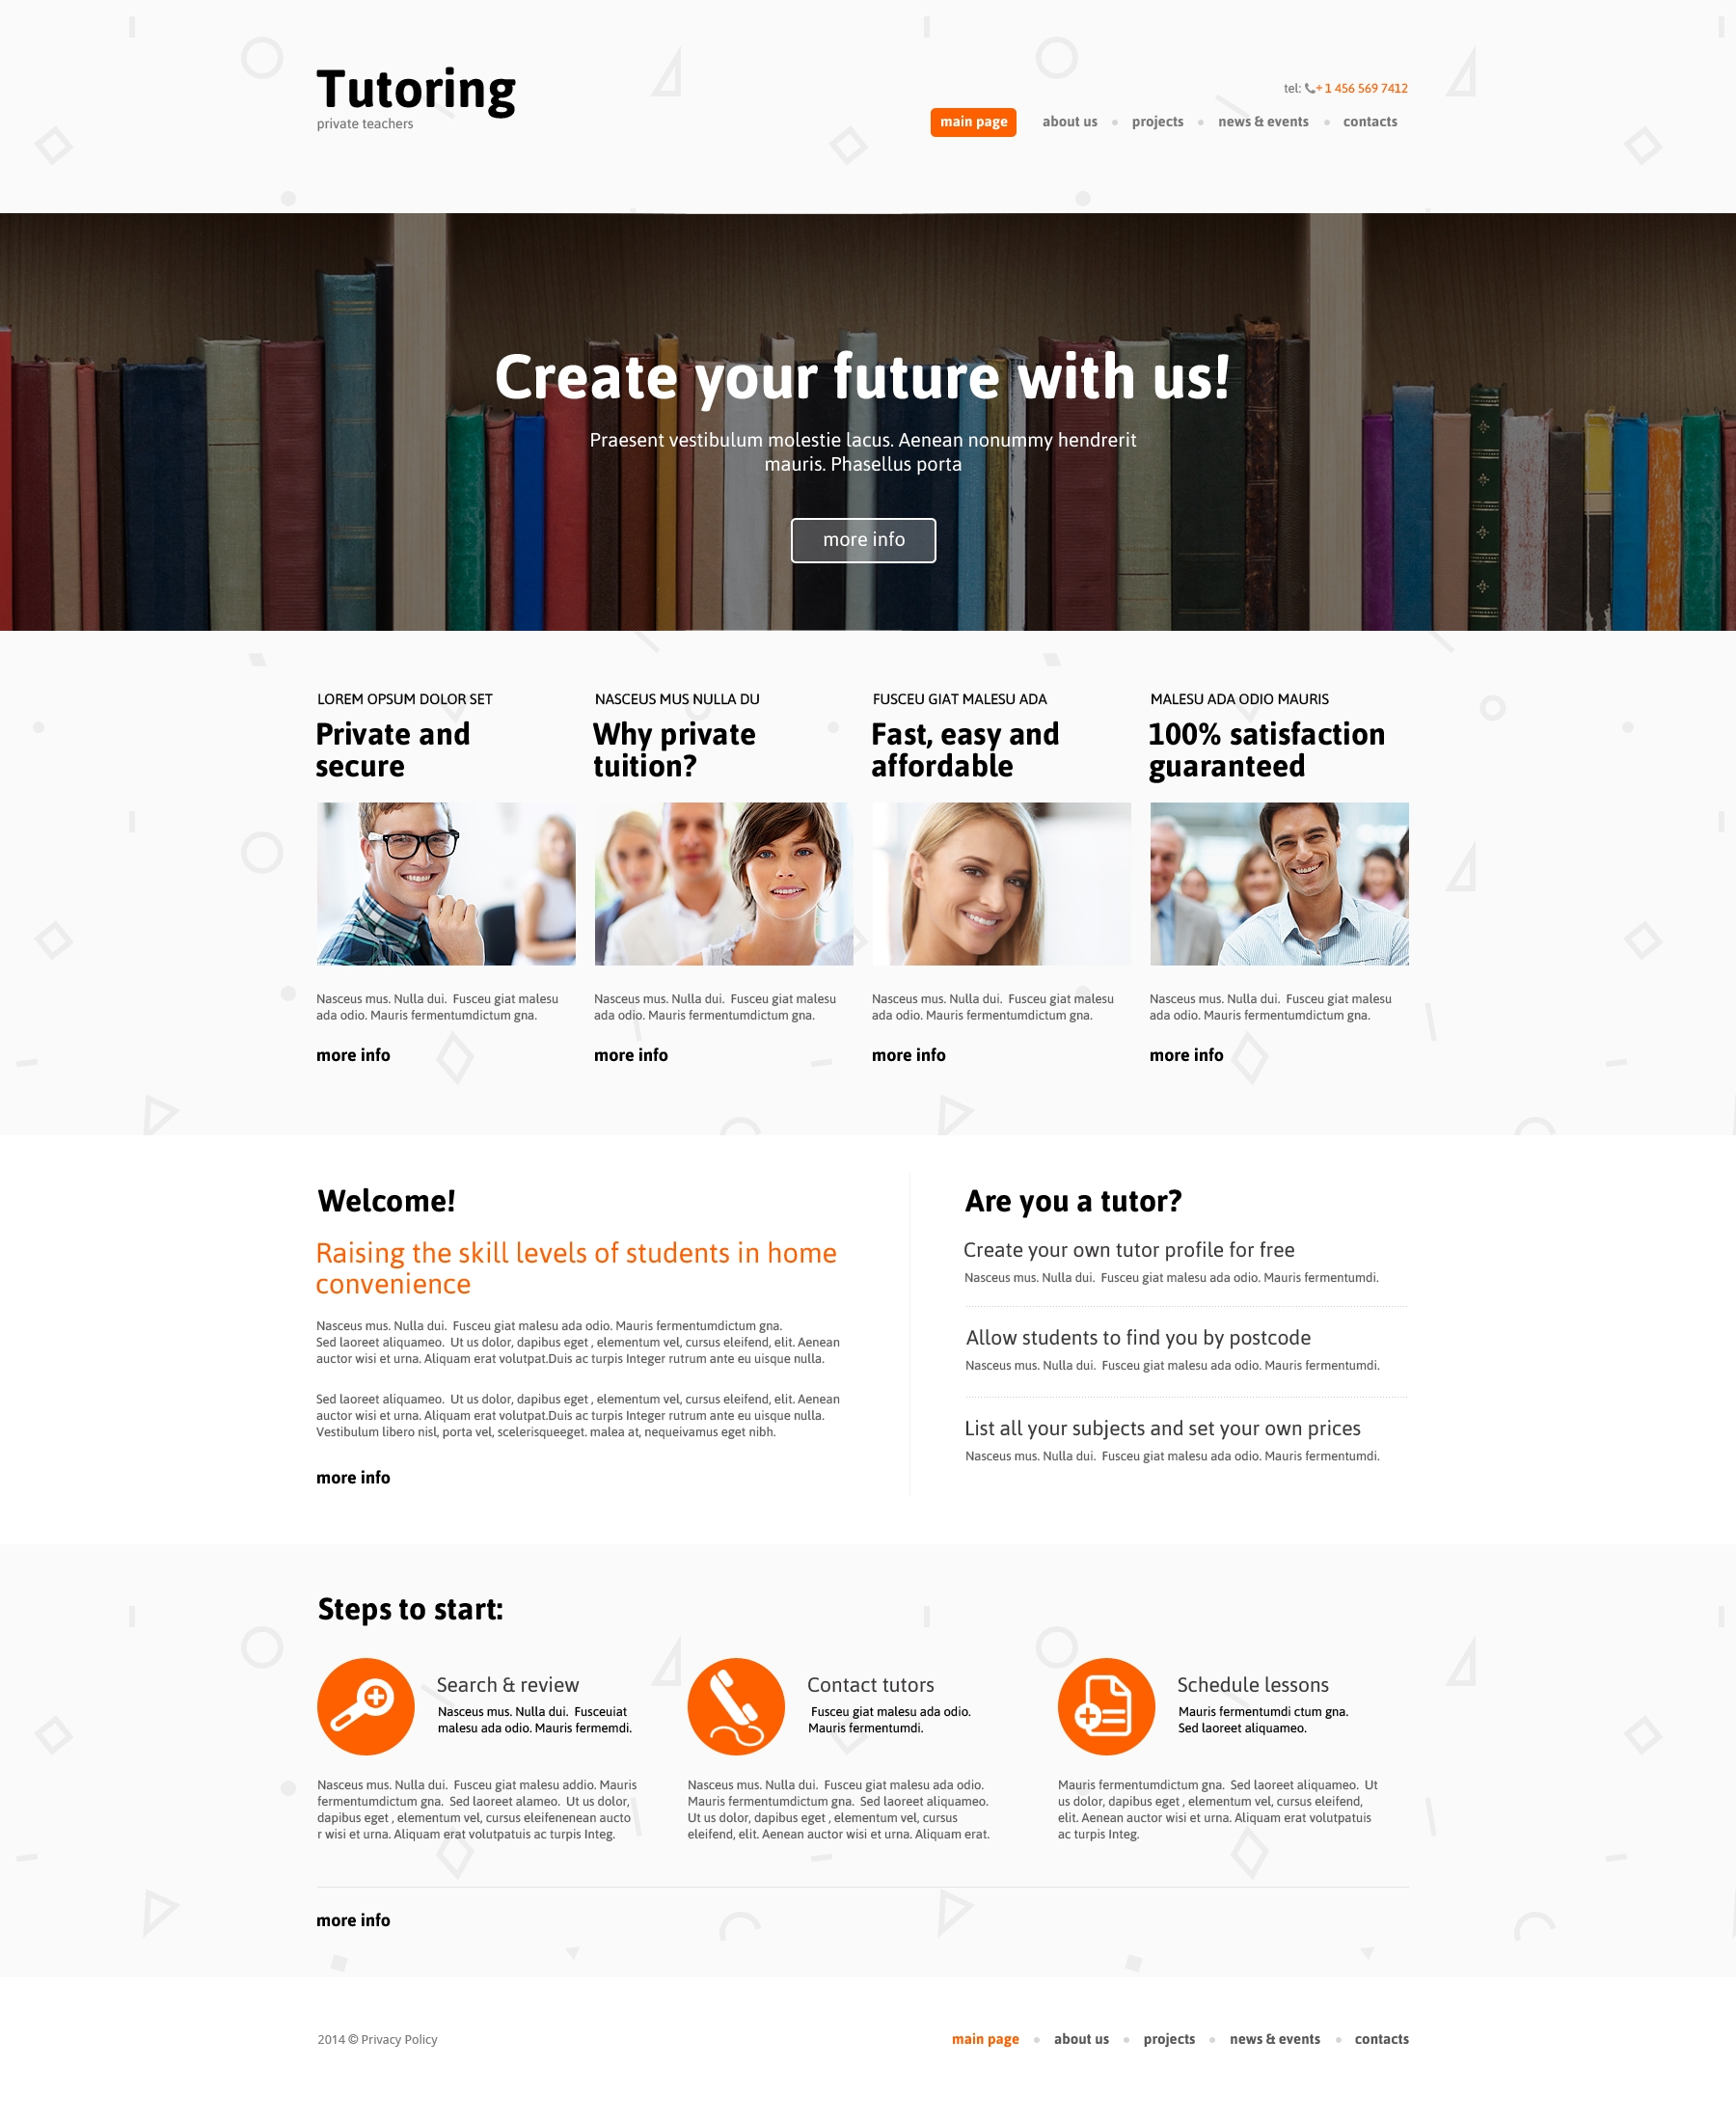 Tutoring
private teachers
tel: + 1 456 569 7412
main page about us projects news & events contacts
Create your future with us!
Praesent vestibulum molestie lacus. Aenean nonummy hendrerit
mauris. Phasellus porta
more info
LOREM OPSUM DOLOR SET
Private and
secure
Nasceus mus. Nulla dui. Fusceu giat malesu
ada odio. Mauris fermentumdictum gna.
more info
NASCEUS MUS NULLA DU
Why private
tuition?
Nasceus mus. Nulla dui. Fusceu giat malesu
ada odio. Mauris fermentumdictum gna.
more info
FUSCEU GIAT MALESU ADA
Fast, easy and
affordable
Nasceus mus. Nulla dui. Fusceu giat malesu
ada odio. Mauris fermentumdictum gna.
more info
MALESU ADA ODIO MAURIS
100% satisfaction
guaranteed
Nasceus mus. Nulla dui. Fusceu giat malesu
ada odio. Mauris fermentumdictum gna.
more info
Welcome!
Raising the skill levels of students in home
convenience
Nasceus mus. Nulla dui. Fusceu giat malesu ada odio. Mauris fermentumdictum gna.
Sed laoreet aliquameo. Ut us dolor, dapibus eget , elementum vel, cursus eleifend, elit. Aenean
auctor wisi et urna. Aliquam erat volutpat.Duis ac turpis Integer rutrum ante eu uisque nulla.
Sed laoreet aliquameo. Ut us dolor, dapibus eget , elementum vel, cursus eleifend, elit. Aenean
auctor wisi et urna. Aliquam erat volutpat.Duis ac turpis Integer rutrum ante eu uisque nulla.
Vestibulum libero nisl, porta vel, scelerisqueeget. malea at, nequeivamus eget nibh.
more info
Are you a tutor?
Create your own tutor profile for free
Nasceus mus. Nulla dui. Fusceu giat malesu ada odio. Mauris fermentumdi.
Allow students to find you by postcode
Nasceus mus. Nulla dui. Fusceu giat malesu ada odio. Mauris fermentumdi.
List all your subjects and set your own prices
Nasceus mus. Nulla dui. Fusceu giat malesu ada odio. Mauris fermentumdi.
Steps to start:
Search & review
Nasceus mus. Nulla dui. Fusceuiat
malesu ada odio. Mauris fermemdi.
Nasceus mus. Nulla dui. Fusceu giat malesu addio. Mauris
fermentumdictum gna. Sed laoreet alameo. Ut us dolor,
dapibus eget , elementum vel, cursus eleifenenean aucto
r wisi et urna. Aliquam erat volutpatuis ac turpis Integ.
Contact tutors
Fusceu giat malesu ada odio.
Mauris fermentumdi.
Nasceus mus. Nulla dui. Fusceu giat malesu ada odio.
Mauris fermentumdictum gna. Sed laoreet aliquameo.
Ut us dolor, dapibus eget , elementum vel, cursus
eleifend, elit. Aenean auctor wisi et urna. Aliquam erat.
Schedule lessons
Mauris fermentumdi ctum gna.
Sed laoreet aliquameo.
Mauris fermentumdictum gna. Sed laoreet aliquameo. Ut
us dolor, dapibus eget , elementum vel, cursus eleifend,
elit. Aenean auctor wisi et urna. Aliquam erat volutpatuis
ac turpis Integ.
more info
2014 © Privacy Policy
main page about us projects news & events contacts